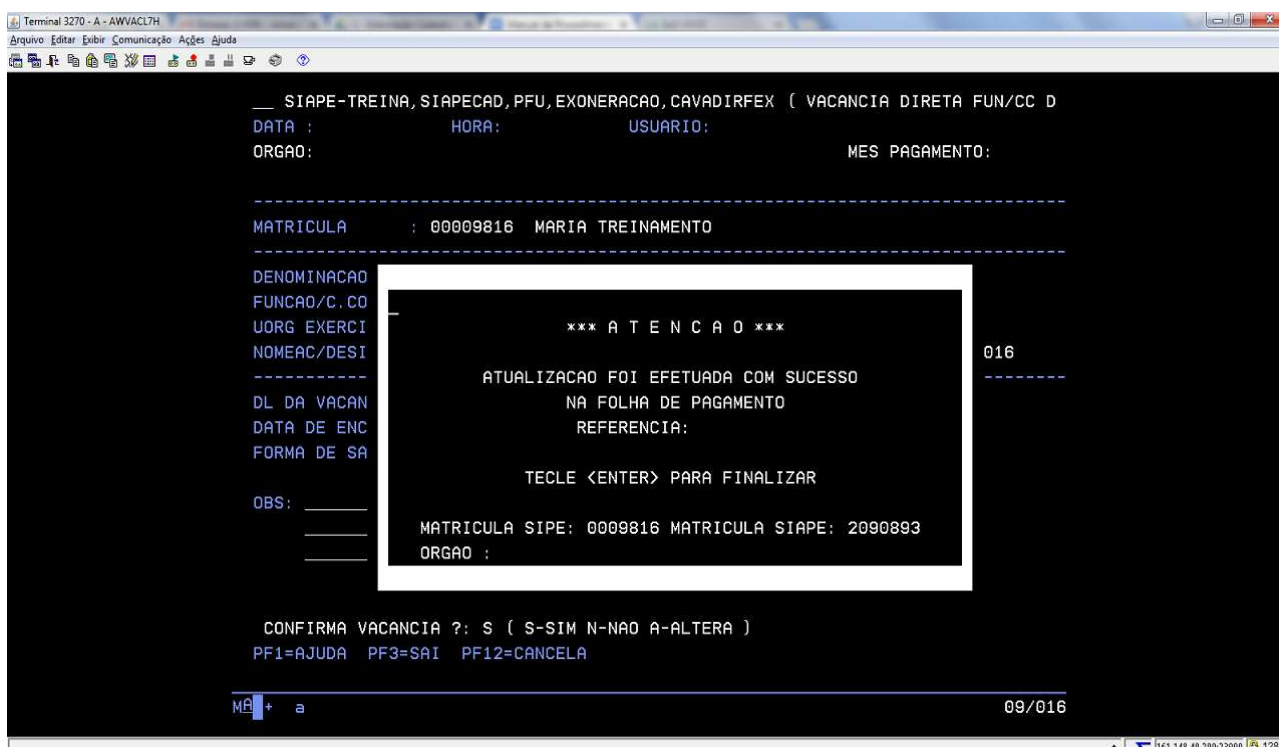 Terminal 3270 - A - AWVACL7H
Arquivo Editar Exibir Comunicação Ações Ajuda
__ SIAPE-TREINA,SIAPECAD,PFU,EXONERACAO,CAVADIRFEX ( VACANCIA DIRETA FUN/CC D
DATA : HORA: USUARIO:
ORGAO: MES PAGAMENTO:
MATRICULA : 00009816 MARIA TREINAMENTO
DENOMINACAO
FUNCAO/C.CO
UORG EXERCI
*** A T E N C A O ***
NOMEAC/DESI 016
ATUALIZACAO FOI EFETUADA COM SUCESSO
DL DA VACAN NA FOLHA DE PAGAMENTO
DATA DE ENC REFERENCIA:
FORMA DE SA
TECLE <ENTER> PARA FINALIZAR
OBS:
MATRICULA SIPE: 0009816 MATRICULA SIAPE: 2090893
ORGAO :
CONFIRMA VACANCIA ?: S ( S-SIM N-NAO A-ALTERA )
PF1=AJUDA PF3=SAI PF12=CANCELA
MA + a 09/016